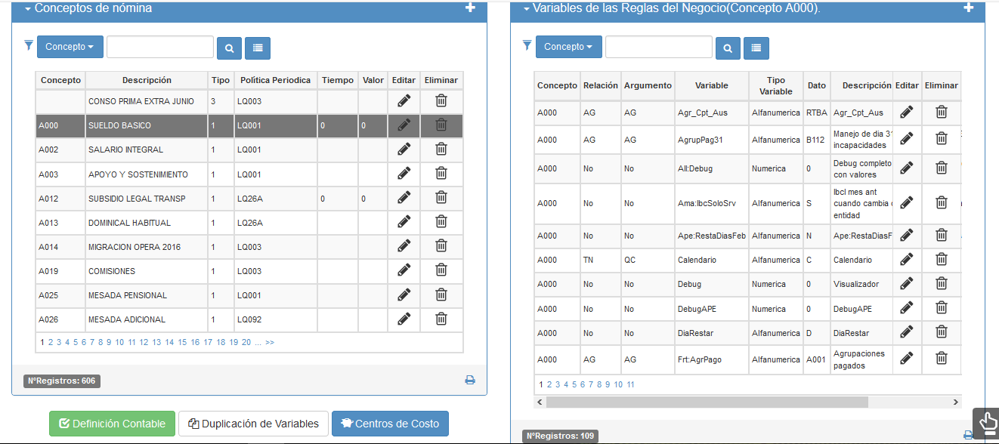 Conceptos de nómina
Concepto
Concepto Descripción Tipo Política Periodica Tiempo Valor Editar Eliminar
CONSO PRIMA EXTRA JUNIO 3 LQ003
A000 SUELDO BASICO 1 LQ001 0 0
A002 SALARIO INTEGRAL 1 LQ001
A003 APOYO Y SOSTENIMIENTO 1 LQ001
A012 SUBSIDIO LEGAL TRANSP 1 LQ26A 0 0
A013 DOMINICAL HABITUAL 1 LQ26A
A014 MIGRACION OPERA 2016 1 LQ003
A019 COMISIONES 1 LQ003
A025 MESADA PENSIONAL 1 LQ001
A026 MESADA ADICIONAL 1 LQ092
1 2 3 4 5 6 7 8 9 10 11 12 13 14 15 16 17 18 19 20 ... >>
NºRegistros: 606
Definición Contable Duplicación de Variables Centros de Costo
Variables de las Reglas del Negocio(Concepto A000).
Concepto
Concepto Relación Argumento Variable Tipo Variable Dato Descripción Editar Eliminar
A000 AG AG Agr_Cpt_Aus Alfanumerica RTBA Agr_Cpt_Aus
A000 AG AG AgrupPag31 Alfanumerica B112 Manejo de dia 31
incapacidades
A000 No No All:Debug Numerica 0 Debug completo
con valores
A000 No No Ama:IbcSoloSrv Alfanumerica S Ibcl mes ant
cuando cambia
entidad
A000 No No Ape:RestaDiasFeb Alfanumerica N Ape:RestaDiasF
A000 TN QC Calendario Alfanumerica C Calendario
A000 No No Debug Numerica 0 Visualizador
A000 No No DebugAPE Numerica 0 DebugAPE
A000 No No DiaRestar Alfanumerica D DiaRestar
A000 AG AG Frt:AgrPago Alfanumerica A001 Agrupaciones
pagados
1 2 3 4 5 6 7 8 9 10 11
NºRegistros: 109